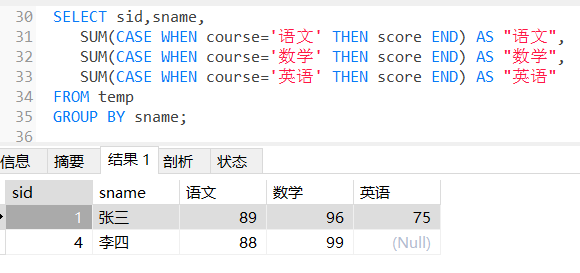 30 SELECT sid,sname,
31 SUM(CASE WHEN course='语文' THEN score END) AS "语文",
32 SUM(CASE WHEN course='数学' THEN score END) AS "数学",
33 SUM(CASE WHEN course='英语' THEN score END) AS "英语"
34 FROM temp
35 GROUP BY sname;
36
信息 摘要 结果 1 剖析 状态
sid sname 语文 数学 英语
1 张三 89 96 75
4 李四 88 99 (Null)